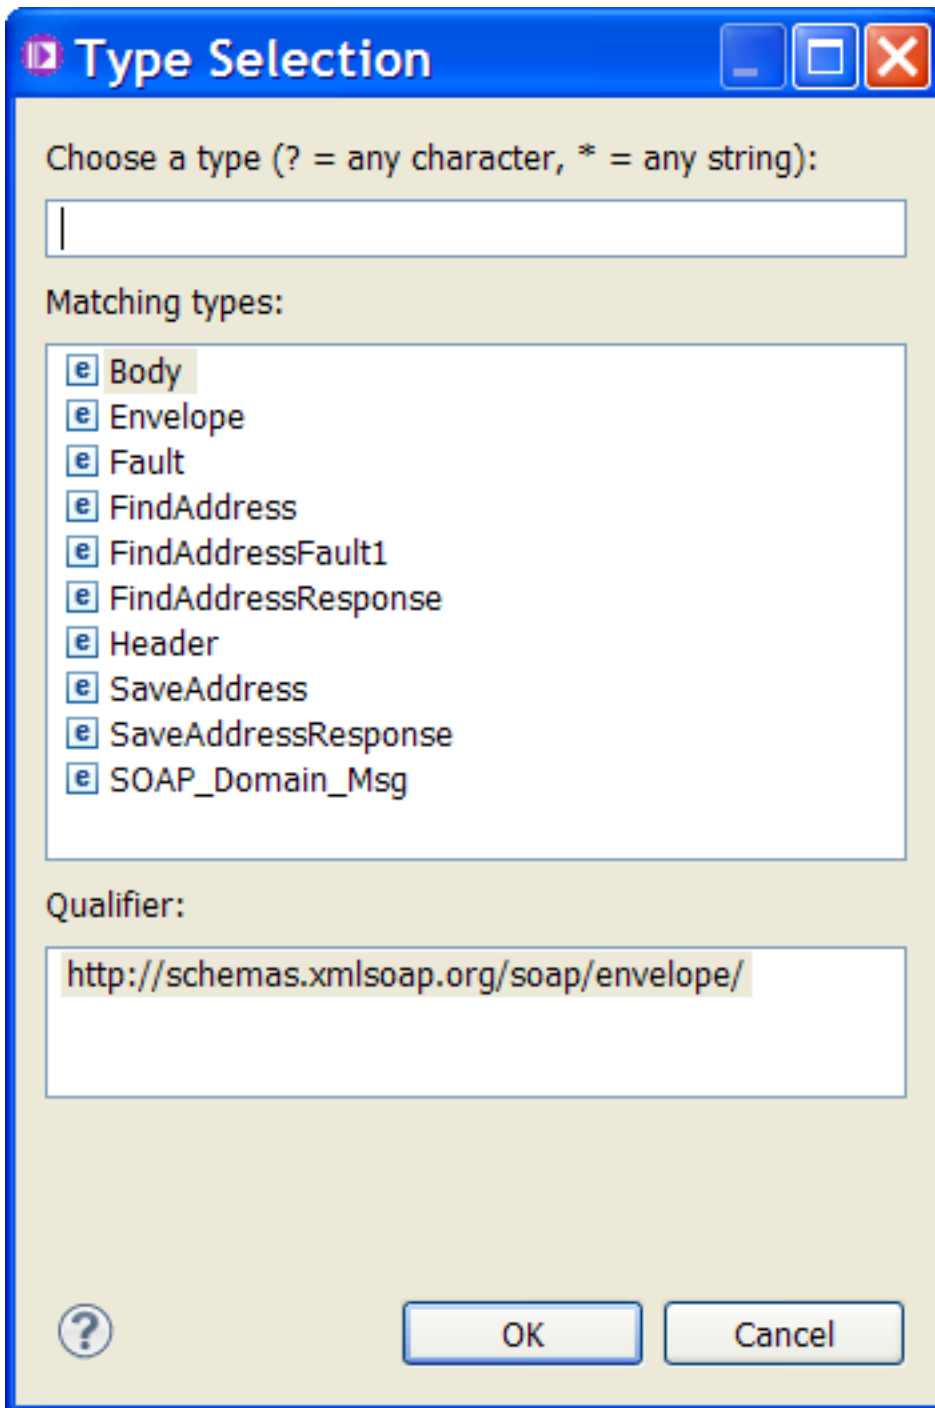 Type Selection
Choose a type (? = any character, * = any string):
Matching types:
e Body
e Envelope
e Fault
e FindAddress
e FindAddressFault1
e FindAddressResponse
e Header
e SaveAddress
e SaveAddressResponse
e SOAP_Domain_Msg
Qualifier:
http://schemas.xmlsoap.org/soap/envelope/
? OK Cancel